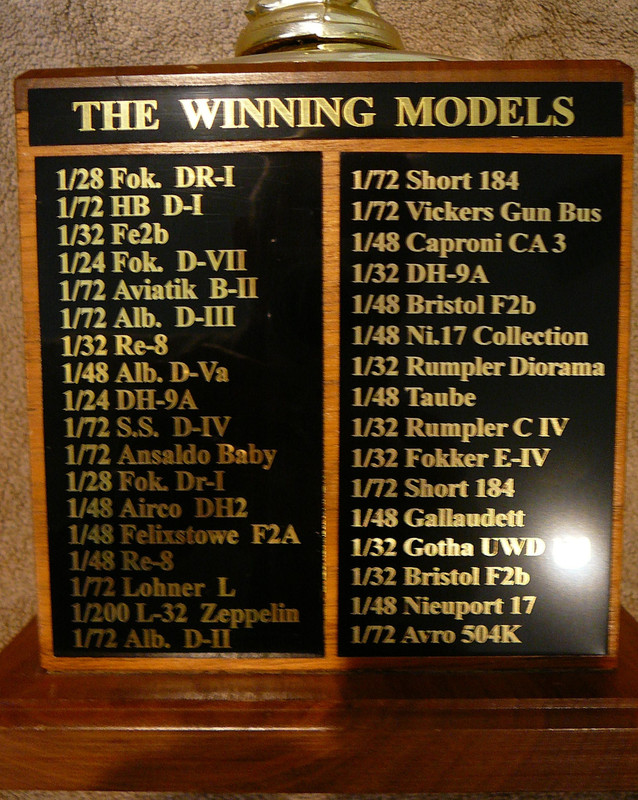 THE WINNING MODELS
1/28 Fok. DR-I
1/72 HB D-I
1/32 Fe2b
1/24 Fok. D-VII
1/72 Aviatik B-II
1/72 Alb. D-III
1/32 Re-8
1/48 Alb. D-Va
1/24 DH-9A
1/72 S.S. D-IV
1/72 Ansaldo Baby
1/28 Fok. Dr-I
1/48 Airco DH2
1/48 Felixstowe F2A
1/48 Re-8
1/72 Lohner L
1/200 L-32 Zeppelin
1/72 Alb. D-II
1/72 Short 184
1/72 Vickers Gun Bus
1/48 Caproni CA 3
1/32 DH-9A
1/48 Bristol F2b
1/48 Ni.17 Collection
1/32 Rumpler Diorama
1/48 Taube
1/32 Rumpler C IV
1/32 Fokker E-IV
1/72 Short 184
1/48 Gallaudett
1/32 Gotha UWD
1/32 Bristol F2b
1/48 Nieuport 17
1/72 Avro 504K